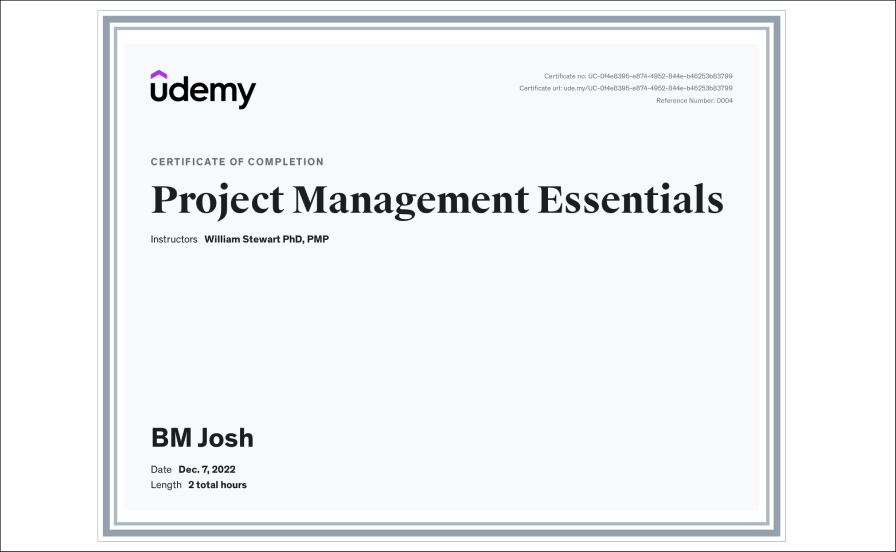 udemy
Certificate no: UC-0f4e8395-e874-4952-844e-b46253b83799
Certificate url: ude.my/UC-0f4e8395-e874-4952-844e-b46253b83799
Reference Number: 0004
CERTIFICATE OF COMPLETION
Project Management Essentials
Instructors William Stewart PhD, PMP
BM Josh
Date Dec. 7, 2022
Length 2 total hours